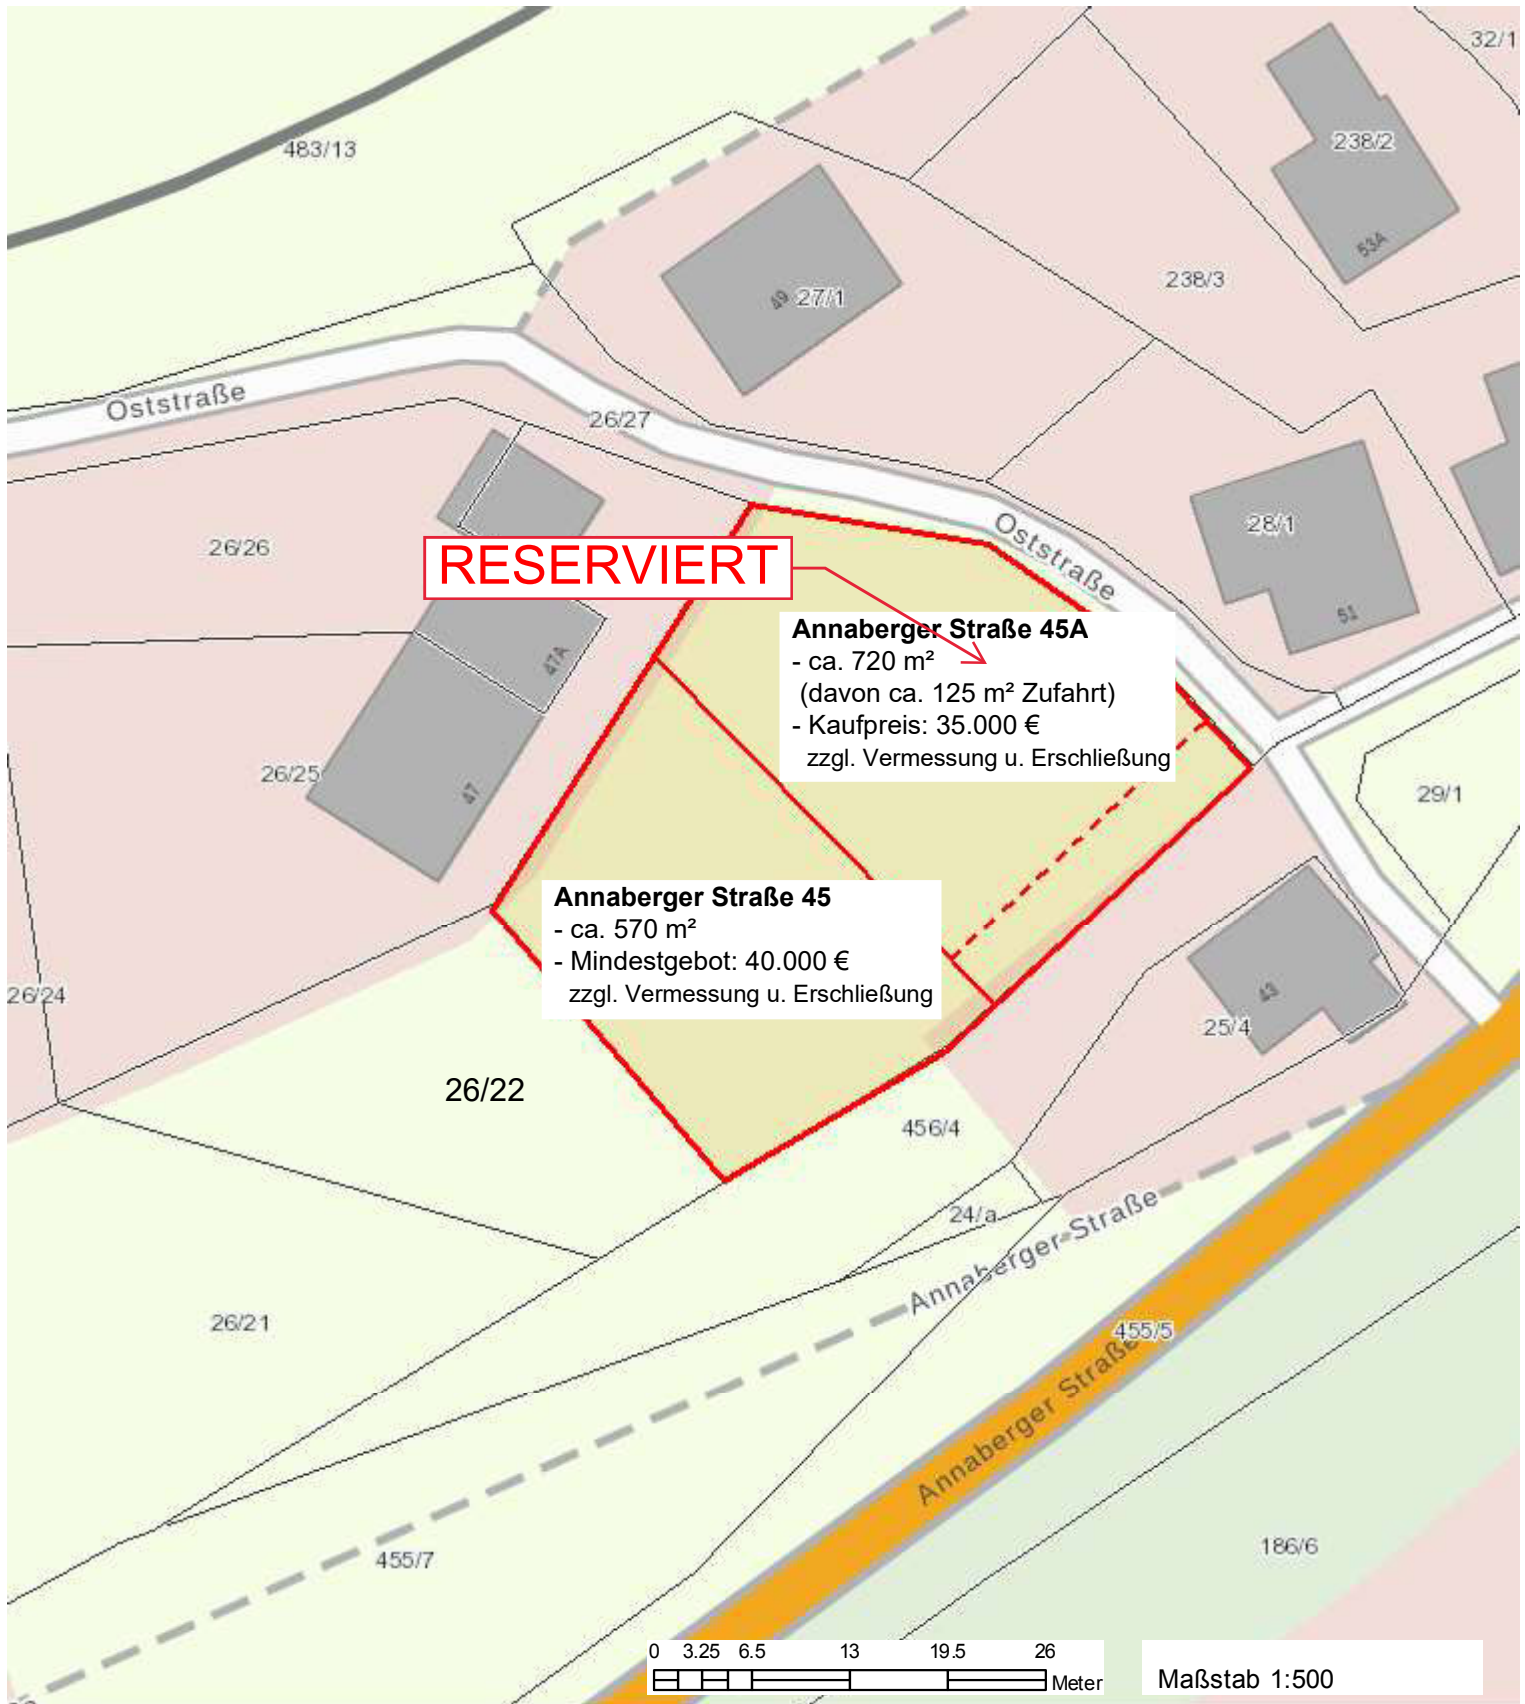 32/1
483/13
238/2
53A
238/3
49 27/1
Oststraße
26/27
28/1
26/26
Oststraße
RESERVIERT
51
Annaberger Straße 45A
- ca. 720 m²
(davon ca. 125 m² Zufahrt)
- Kaufpreis: 35.000 €
zzgl. Vermessung u. Erschließung
47A
26/25
47
29/1
Annaberger Straße 45
- ca. 570 m²
- Mindestgebot: 40.000 €
zzgl. Vermessung u. Erschließung
26/24
43
25/4
26/22
456/4
24/a
Annaberger-Straße
26/21
455/5
Annaberger Straße
455/7
186/6
0 3.25 6.5 13 19.5 26
Meter
Maßstab 1:500